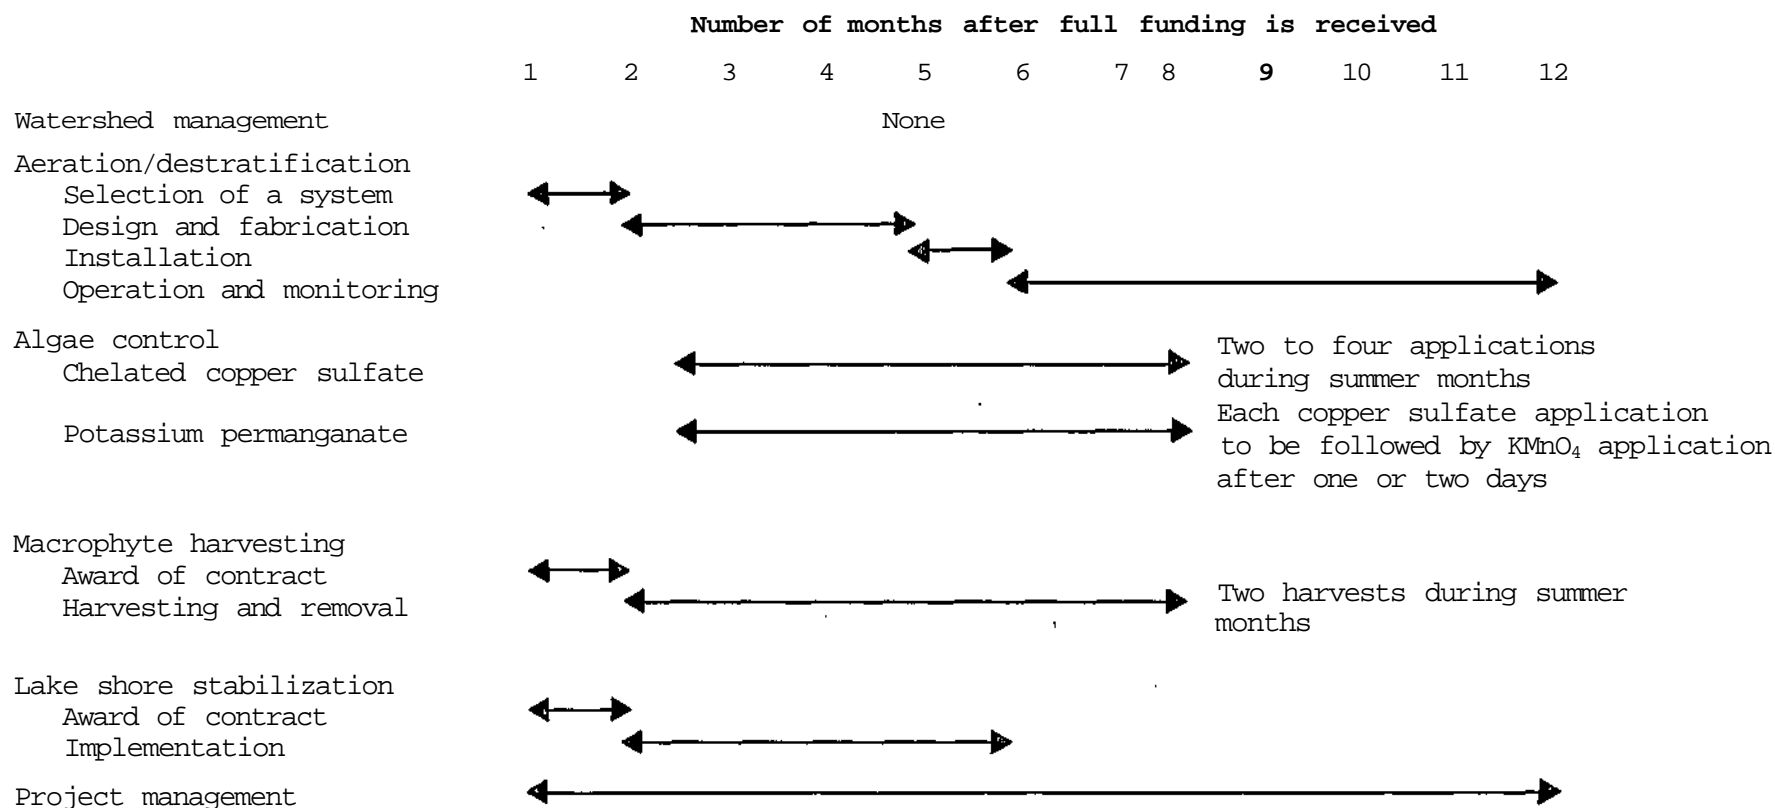 Number of months after full funding is received
1 2 3 4 5 6 7 8 9 10 11 12
Watershed management None
Aeration/destratification
Selection of a system
Design and fabrication
Installation
Operation and monitoring
Algae control
Chelated copper sulfate
Two to four applications
during summer months
Potassium permanganate
Each copper sulfate application
to be followed by KMnO₄ application
after one or two days
Macrophyte harvesting
Award of contract
Harvesting and removal
Two harvests during summer
months
Lake shore stabilization
Award of contract
Implementation
Project management